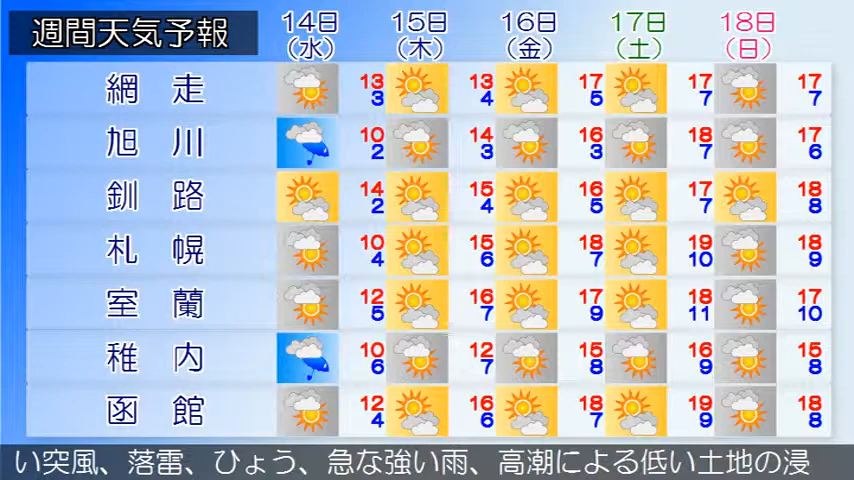 週間天気予報
14日 15日 16日 17日 18日
(水) (木) (金) (土) (日)
網走 13 3 13 4 17 5 17 7 17 7
旭川 10 2 14 3 16 3 18 7 17 6
釧路 14 2 15 4 16 5 17 7 18 8
札幌 10 4 15 6 18 7 19 10 18 9
室蘭 12 5 16 7 17 9 18 11 17 10
稚内 10 6 12 7 15 8 16 9 15 8
函館 12 4 16 6 18 7 19 9 18 8
い突風、落雷、ひょう、急な強い雨、高潮による低い土地の浸